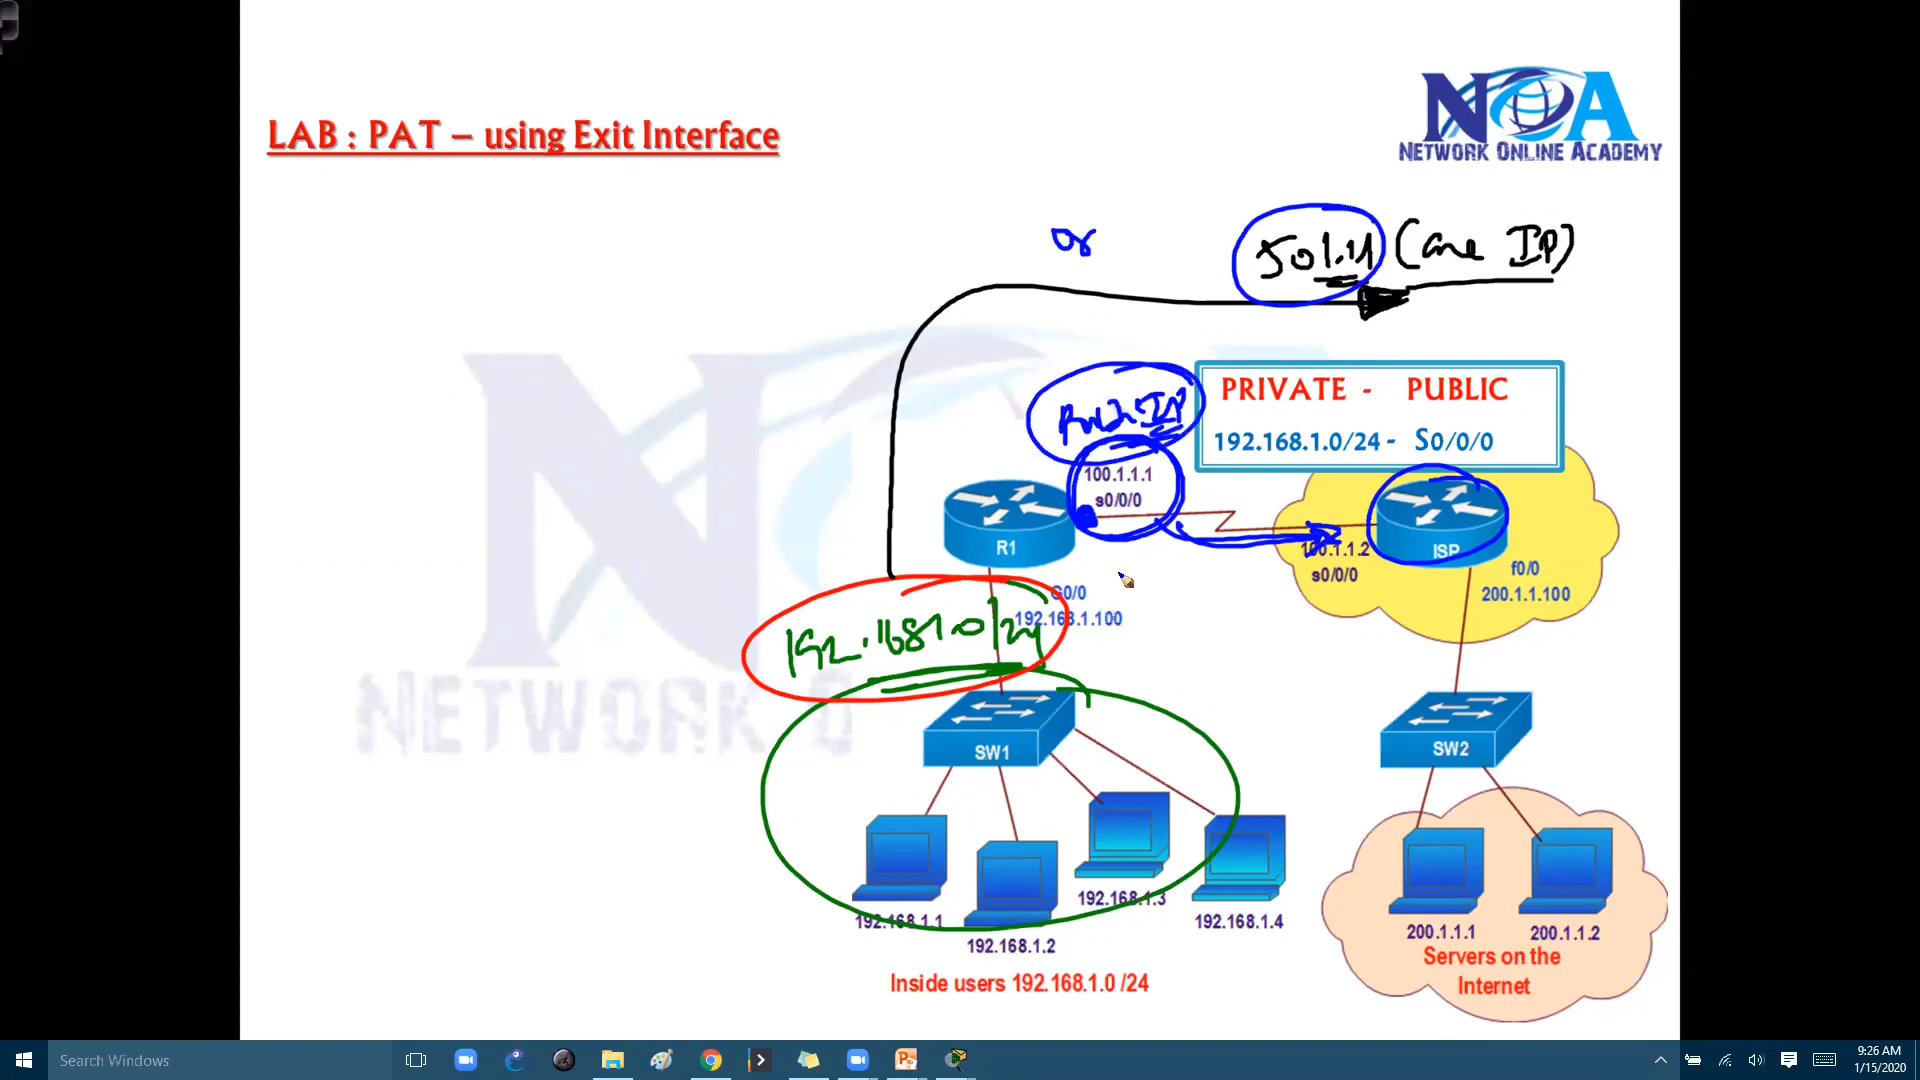 LAB : PAT – using Exit Interface
NOA
NETWORK ONLINE ACADEMY
or
50.1.1.11 (one IP)
PRIVATE - PUBLIC
192.168.1.0/24 - S0/0/0
IP
100.1.1.1
s0/0/0
R1
ISP
100.1.1.2
s0/0/0
f0/0
200.1.1.100
G0/0
192.168.1.100
192.168.1.0/24
NETWORK O
SW1
SW2
192.168.1.1
192.168.1.2
192.168.1.3
192.168.1.4
200.1.1.1
200.1.1.2
Servers on the
Internet
Inside users 192.168.1.0 /24
Search Windows
9:26 AM
1/15/2020